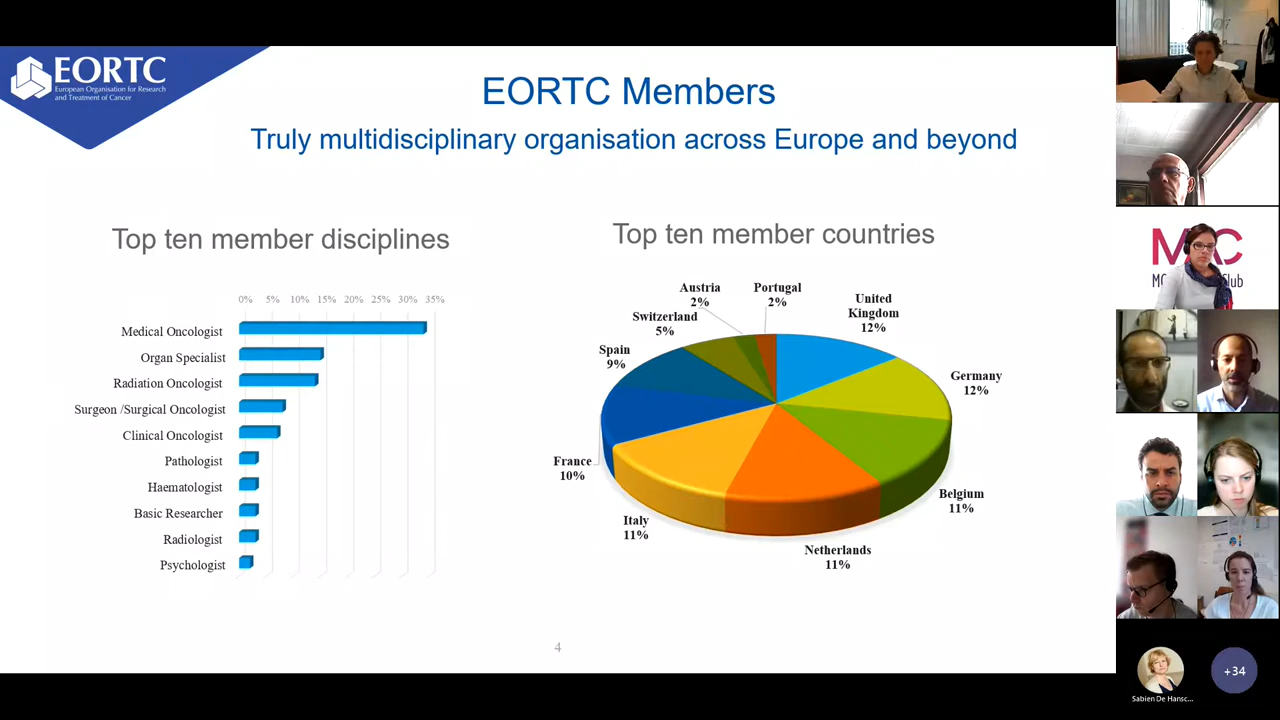 EORTC
European Organisation for Research
and Treatment of Cancer
EORTC Members
Truly multidisciplinary organisation across Europe and beyond
Top ten member disciplines
0% 5% 10% 15% 20% 25% 30% 35%
Medical Oncologist
Organ Specialist
Radiation Oncologist
Surgeon /Surgical Oncologist
Clinical Oncologist
Pathologist
Haematologist
Basic Researcher
Radiologist
Psychologist
Top ten member countries
Austria
2%
Portugal
2%
United
Kingdom
12%
Switzerland
5%
Spain
9%
Germany
12%
France
10%
Belgium
11%
Italy
11%
Netherlands
11%
4
Sabien De Hansc...
+34